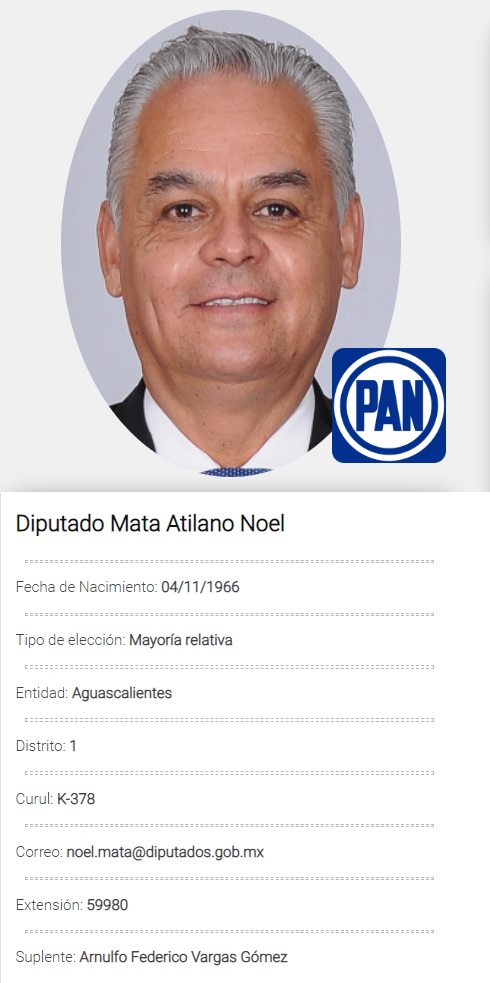 PAN
Diputado Mata Atilano Noel
Fecha de Nacimiento: 04/11/1966
Tipo de elección: Mayoría relativa
Entidad: Aguascalientes
Distrito: 1
Curul: K-378
Correo: noel.mata@diputados.gob.mx
Extensión: 59980
Suplente: Arnulfo Federico Vargas Gómez